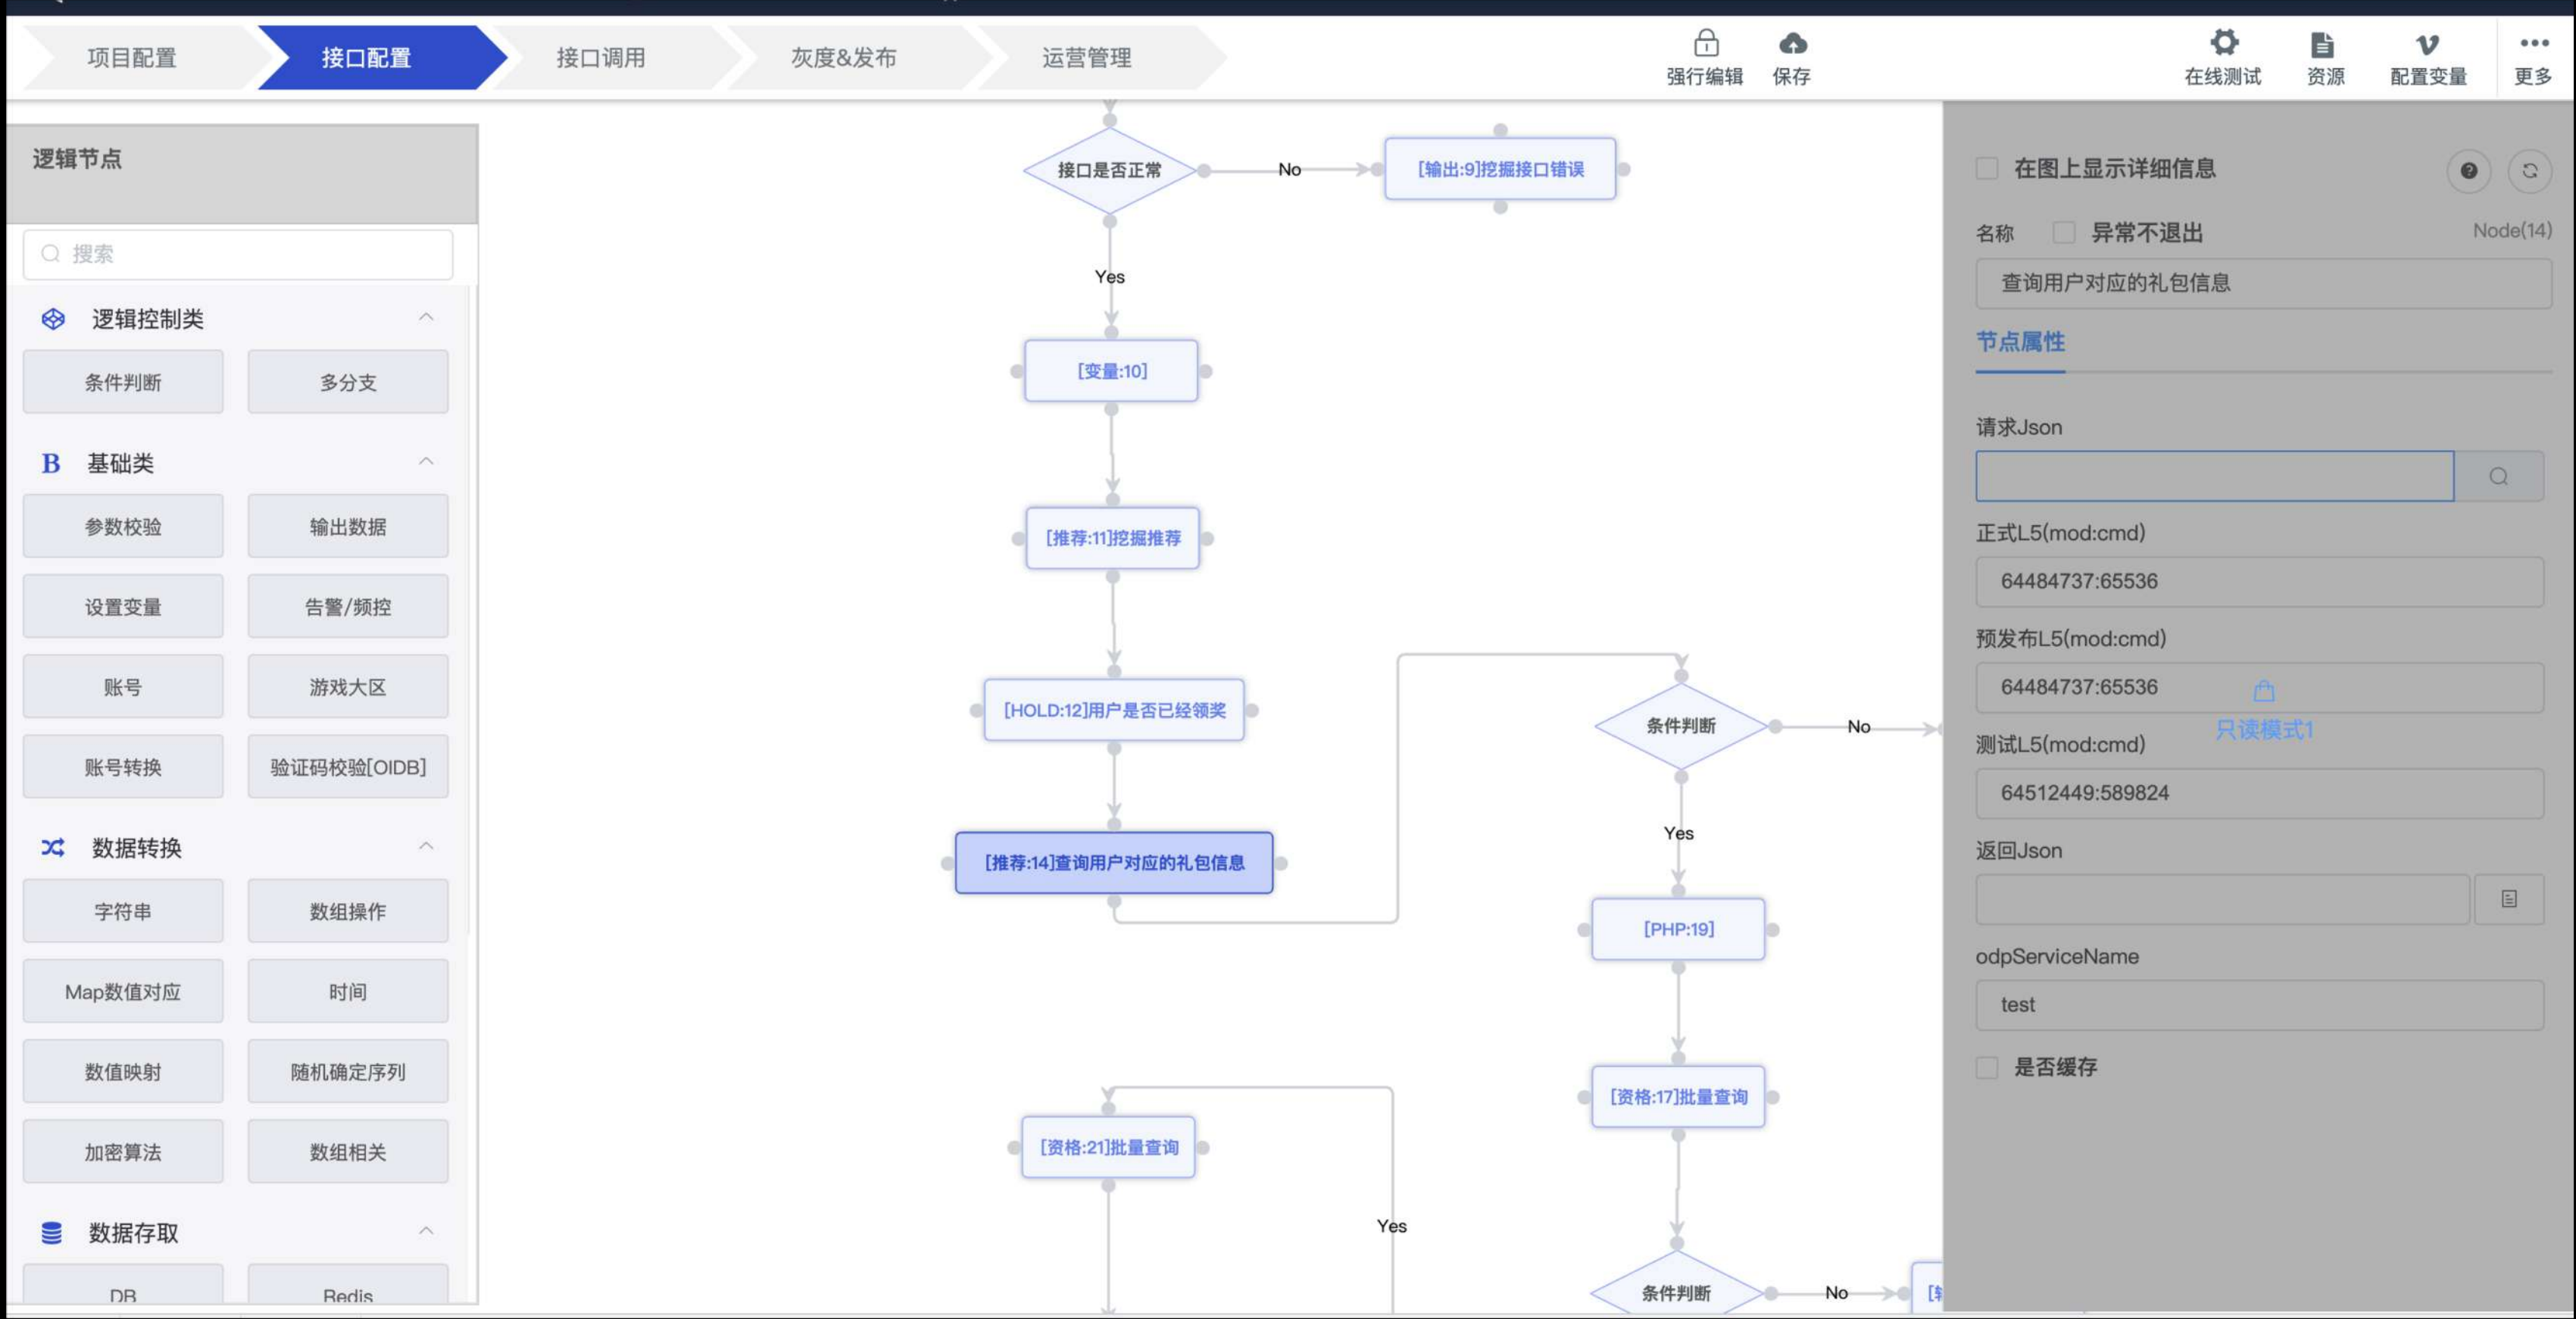 项目配置
接口配置
接口调用
灰度&发布
运营管理
强行编辑
保存
在线测试
资源
配置变量
更多
逻辑节点
搜索
逻辑控制类
条件判断
多分支
基础类
参数校验
输出数据
设置变量
告警/频控
账号
游戏大区
账号转换
验证码校验[OIDB]
数据转换
字符串
数组操作
Map数值对应
时间
数值映射
随机确定序列
加密算法
数组相关
数据存取
DB
Redis
接口是否正常
No
[输出:9]挖掘接口错误
Yes
[变量:10]
[推荐:11]挖掘推荐
[HOLD:12]用户是否已经领奖
[推荐:14]查询用户对应的礼包信息
条件判断
No
Yes
[PHP:19]
[资格:17]批量查询
[资格:21]批量查询
Yes
条件判断
No
在图上显示详细信息
名称
异常不退出
Node(14)
查询用户对应的礼包信息
节点属性
请求Json
正式L5(mod:cmd)
64484737:65536
预发布L5(mod:cmd)
64484737:65536
只读模式1
测试L5(mod:cmd)
64512449:589824
返回Json
odpServiceName
test
是否缓存